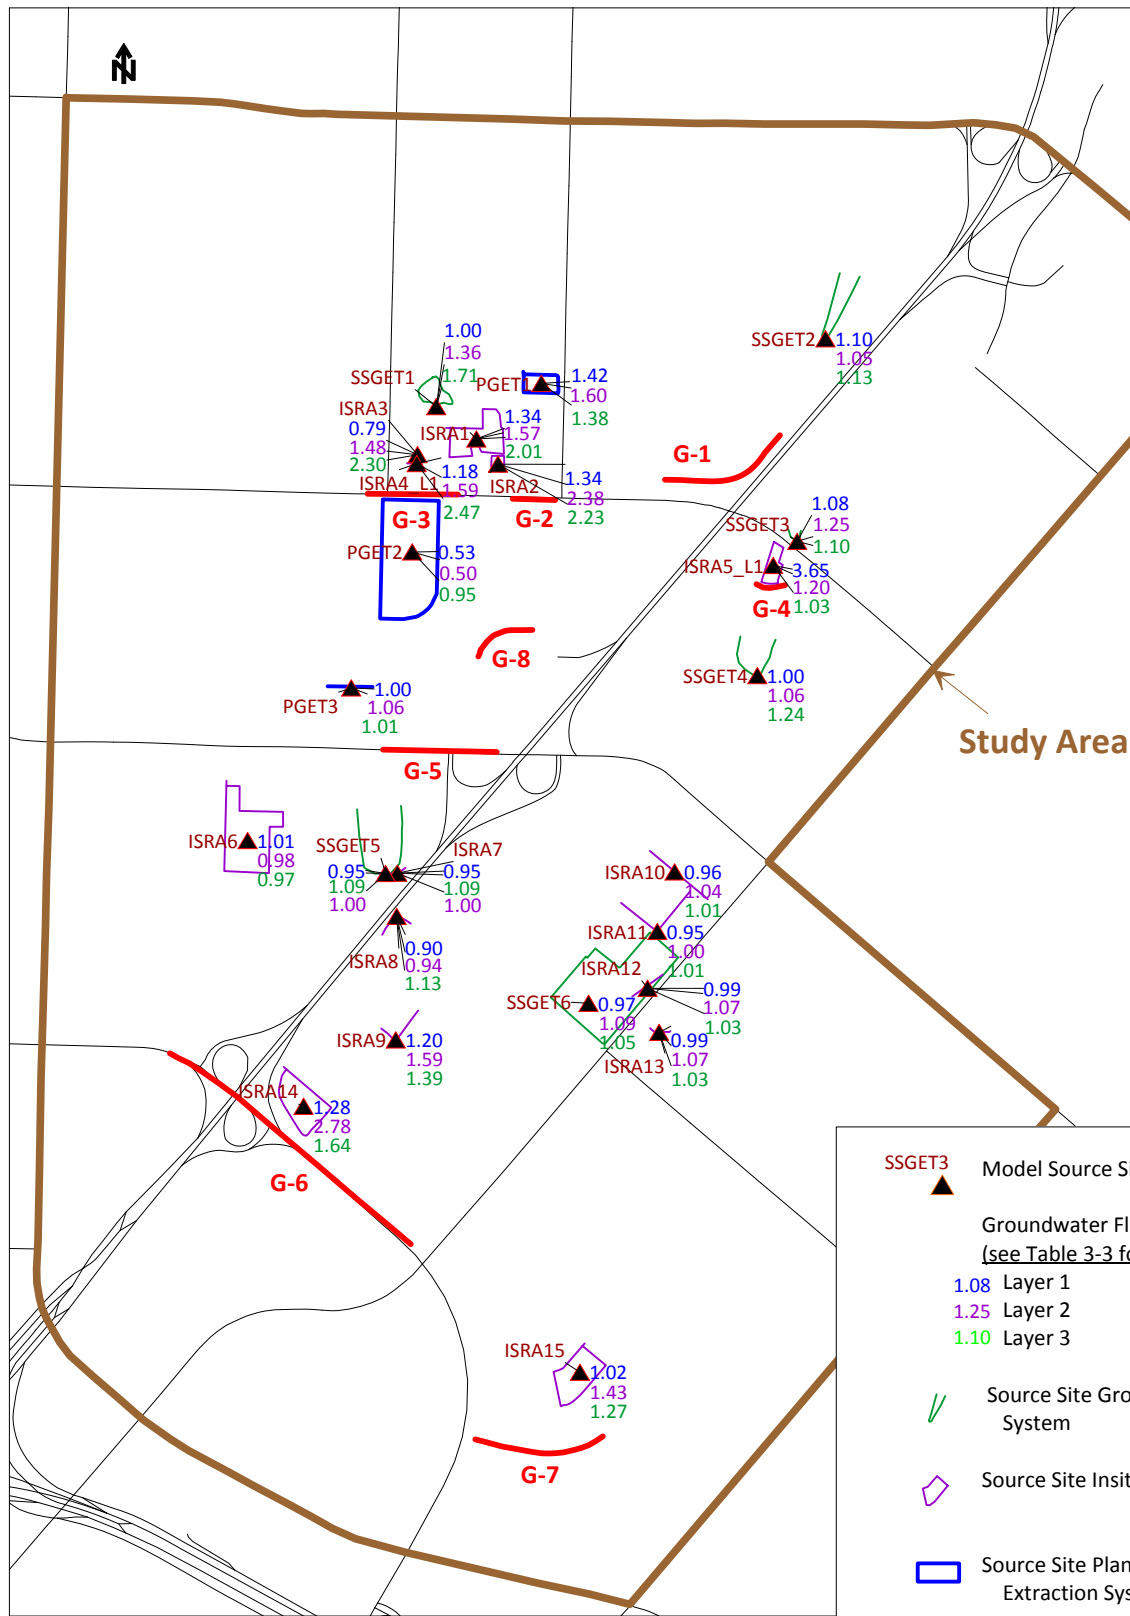 N
1.00
1.36
1.71
SSGET1
PGET1
1.42
1.60
1.38
SSGET2
1.10
1.05
1.13
ISRA3
0.79
1.48
2.30
ISRA1
1.34
1.57
2.01
ISRA4_L1
1.18
1.59
2.47
ISRA2
1.34
2.38
2.23
G-1
G-3
G-2
PGET2
0.53
0.50
0.95
SSGET3
1.08
1.25
1.10
ISRA5_L1
3.65
1.20
1.03
G-4
G-8
SSGET4
1.00
1.06
1.24
PGET3
1.00
1.06
1.01
Study Area
G-5
ISRA6
1.01
0.98
0.97
SSGET5
0.95
1.09
1.00
ISRA7
0.95
1.09
1.00
ISRA10
0.96
1.04
1.01
ISRA8
0.90
0.94
1.13
ISRA11
0.95
1.00
1.01
ISRA12
0.99
1.07
1.03
SSGET6
0.97
1.09
1.05
ISRA13
0.99
1.07
1.03
ISRA9
1.20
1.59
1.39
ISRA14
1.28
2.78
1.64
G-6
ISRA15
1.02
1.43
1.27
G-7
SSGET3
Model Source Si
Groundwater Fl
(see Table 3-3 fo
1.08 Layer 1
1.25 Layer 2
1.10 Layer 3
Source Site Gro
System
Source Site Insit
Source Site Plan
Extraction Sys